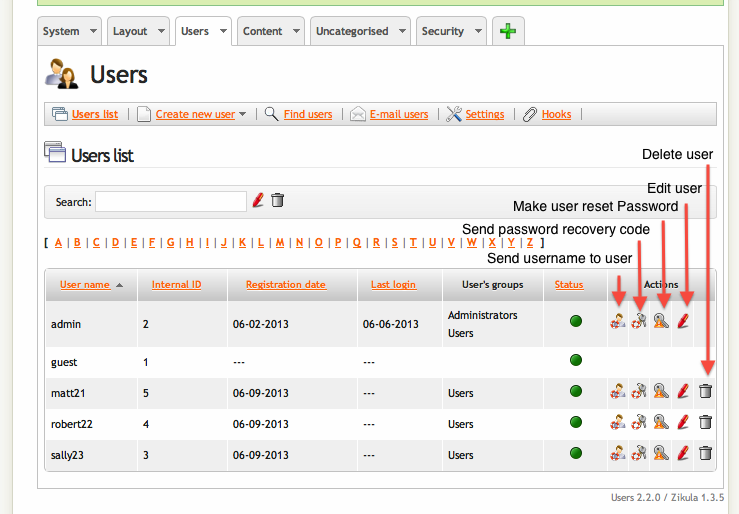 System Layout Users Content Uncategorised Security
Users
Users list | Create new user | Find users | E-mail users | Settings | Hooks |
Users list
Delete user
Search:
Edit user
Make user reset Password
Send password recovery code
[ A | B | C | D | E | F | G | H | I | J | K | L | M | N | O | P | Q | R | S | T | U | V | W | X | Y | Z ]
Send username to user
User name Internal ID Registration date Last login User's groups Status Actions
admin 2 06-02-2013 06-06-2013 Administrators
Users
guest 1 --- ---
matt21 5 06-09-2013 --- Users
robert22 4 06-09-2013 --- Users
sally23 3 06-09-2013 --- Users
Users 2.2.0 / Zikula 1.3.5